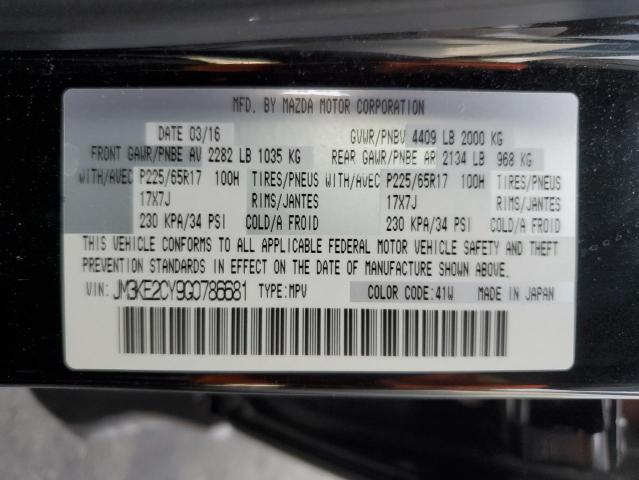 MFD. BY MAZDA MOTOR CORPORATION
DATE 03/16 GVWR/PNBV 4409 LB 2000 KG
FRONT GAWR/PNBE AV 2282 LB 1035 KG REAR GAWR/PNBE AR 2134 LB 968 KG
WITH/AVEC P225/65R17 100H TIRES/PNEUS WITH/AVEC P225/65R17 100H TIRES/PNEUS
17X7J RIMS/JANTES 17X7J RIMS/JANTES
230 KPA/34 PSI COLD/A FROID 230 KPA/34 PSI COLD/A FROID
THIS VEHICLE CONFORMS TO ALL APPLICABLE FEDERAL MOTOR VEHICLE SAFETY AND THEFT
PREVENTION STANDARDS IN EFFECT ON THE DATE OF MANUFACTURE SHOWN ABOVE.
VIN: JM3KE2CY9G0786681 TYPE:MPV COLOR CODE:41W MADE IN JAPAN